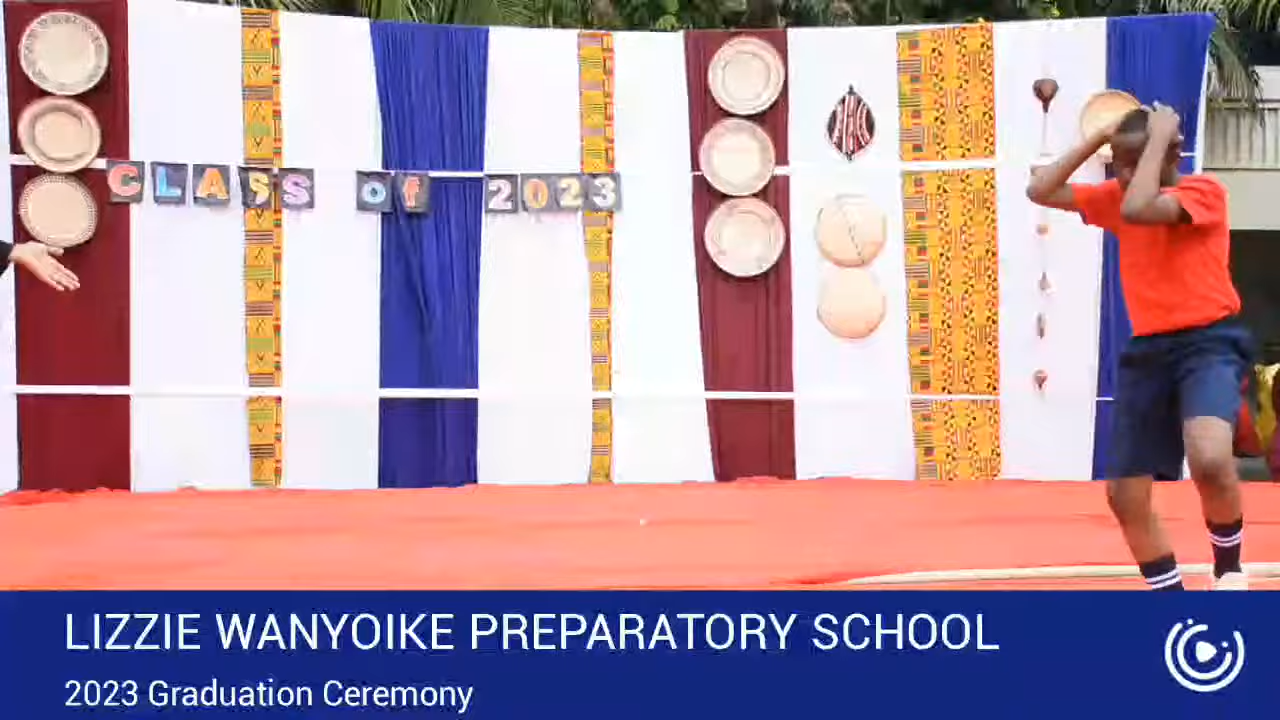 CLASS of 2023
LIZZIE WANYOIKE PREPARATORY SCHOOL
2023 Graduation Ceremony